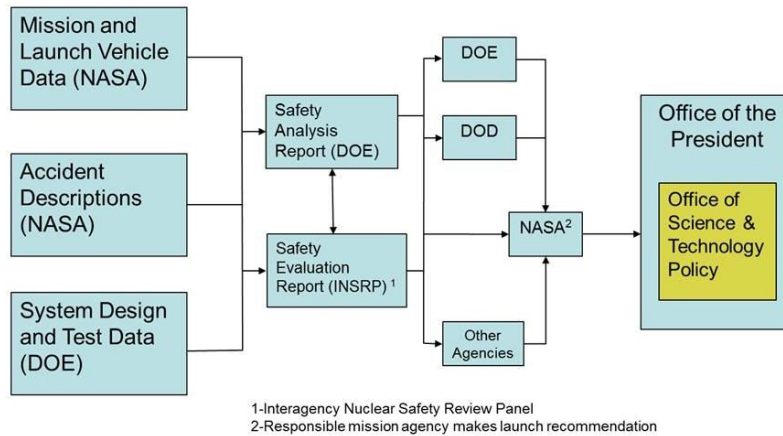 Mission and
Launch Vehicle
Data (NASA)
Accident
Descriptions
(NASA)
System Design
and Test Data
(DOE)
Safety
Analysis
Report (DOE)
Safety
Evaluation
Report (INSRP) 1
DOE
DOD
NASA2
Other
Agencies
Office of the
President
Office of
Science &
Technology
Policy
1-Interagency Nuclear Safety Review Panel
2-Responsible mission agency makes launch recommendation